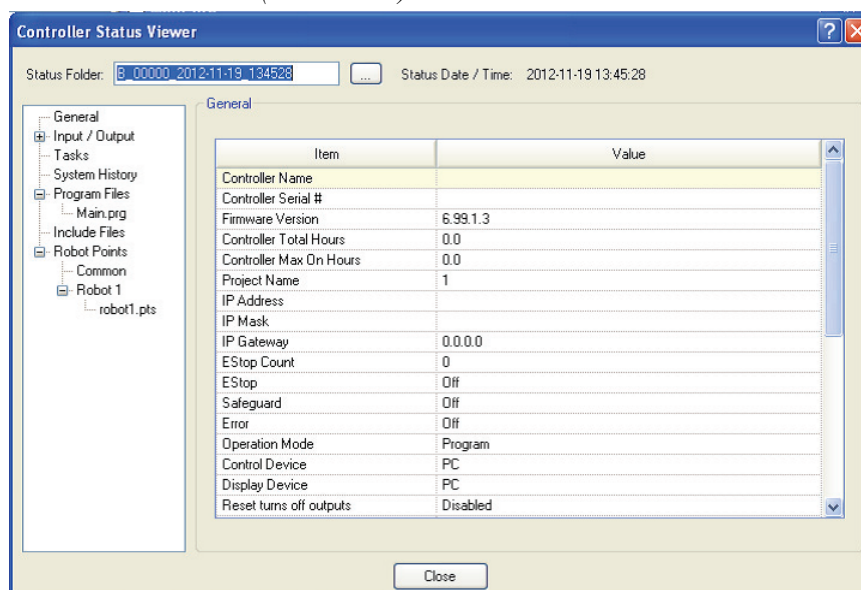 Controller Status Viewer
Status Folder: B_00000_2012-11-19_134528 ... Status Date / Time: 2012-11-19 13:45:28
General
General
Input / Output
Tasks
System History
Program Files
Main.prg
Include Files
Robot Points
Common
Robot 1
robot1.pts
Item Value
Controller Name
Controller Serial #
Firmware Version 6.99.1.3
Controller Total Hours 0.0
Controller Max On Hours 0.0
Project Name 1
IP Address
IP Mask
IP Gateway 0.0.0.0
EStop Count 0
EStop Off
Safeguard Off
Error Off
Operation Mode Program
Control Device PC
Display Device PC
Reset turns off outputs Disabled
Close